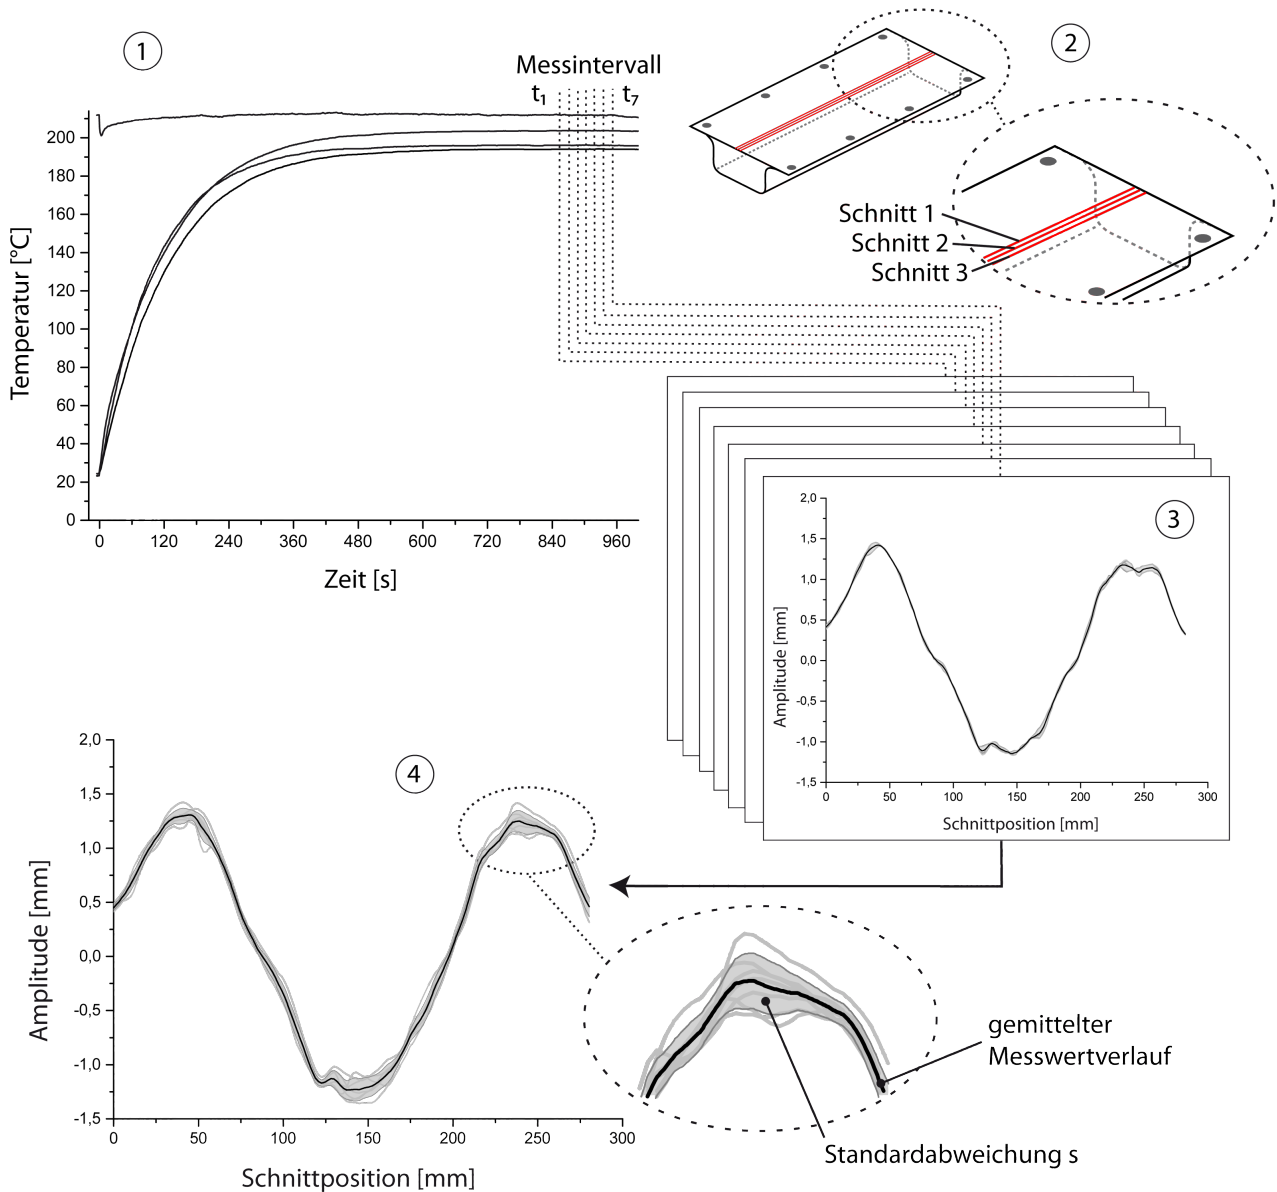 1
Messintervall
t₁ t₇
Temperatur [°C]
200
180
160
140
120
100
80
60
40
20
0
0 120 240 360 480 600 720 840 960
Zeit [s]
2
Schnitt 1
Schnitt 2
Schnitt 3
3
Amplitude [mm]
2,0
1,5
1,0
0,5
0,0
-0,5
-1,0
-1,5
0 50 100 150 200 250 300
Schnittposition [mm]
4
Amplitude [mm]
2,0
1,5
1,0
0,5
0,0
-0,5
-1,0
-1,5
0 50 100 150 200 250 300
Schnittposition [mm]
gemittelter
Messwertverlauf
Standardabweichung s